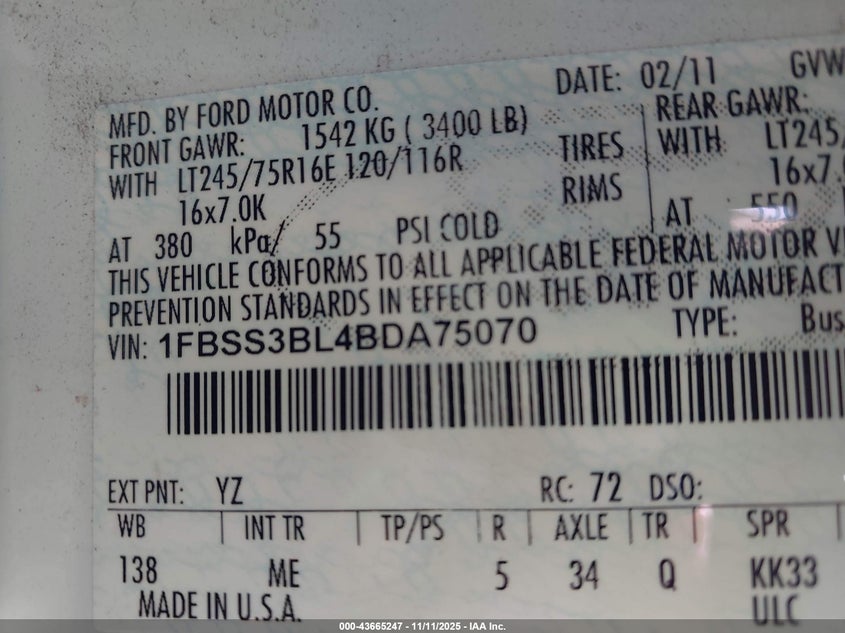 DATE: 02/11 GVW
MFD. BY FORD MOTOR CO.
FRONT GAWR: 1542 KG ( 3400 LB) REAR GAWR:
WITH LT245/75R16E 120/116R TIRES WITH LT245/
16x7.0K RIMS 16x7.0
AT 380 kPa/ 55 PSI COLD AT 550
THIS VEHICLE CONFORMS TO ALL APPLICABLE FEDERAL MOTOR V
PREVENTION STANDARDS IN EFFECT ON THE DATE OF MANUFACT
VIN: 1FBSS3BL4BDA75070 TYPE: Bus
EXT PNT: YZ RC: 72 DSO:
WB INT TR TP/PS R AXLE TR SPR
138 ME 5 34 Q KK33
MADE IN U.S.A. ULC
000-43665247 - 11/11/2025 - IAA Inc.